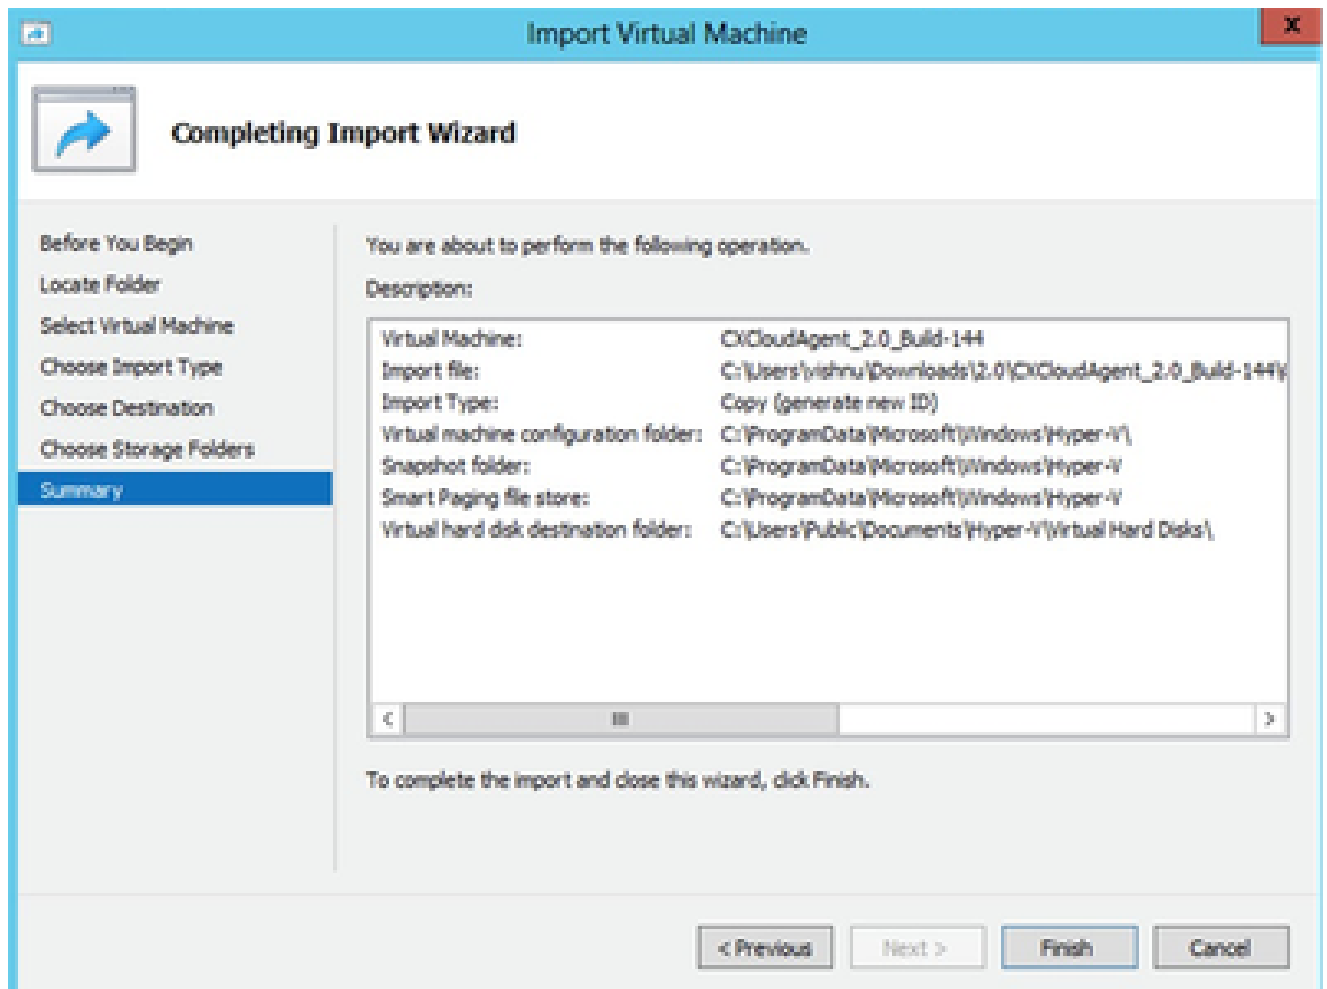 Import Virtual Machine
X
Completing Import Wizard
Before You Begin
Locate Folder
Select Virtual Machine
Choose Import Type
Choose Destination
Choose Storage Folders
Summary
You are about to perform the following operation.
Description:
Virtual Machine: CXCloudAgent_2.0_Build-144
Import file: C:\Users\vishnu\Downloads\2.0\CXCloudAgent_2.0_Build-144\
Import Type: Copy (generate new ID)
Virtual machine configuration folder: C:\ProgramData\Microsoft\Windows\Hyper-V\
Snapshot folder: C:\ProgramData\Microsoft\Windows\Hyper-V
Smart Paging file store: C:\ProgramData\Microsoft\Windows\Hyper-V
Virtual hard disk destination folder: C:\Users\Public\Documents\Hyper-V\Virtual Hard Disks\
To complete the import and close this wizard, click Finish.
< Previous
Next >
Finish
Cancel